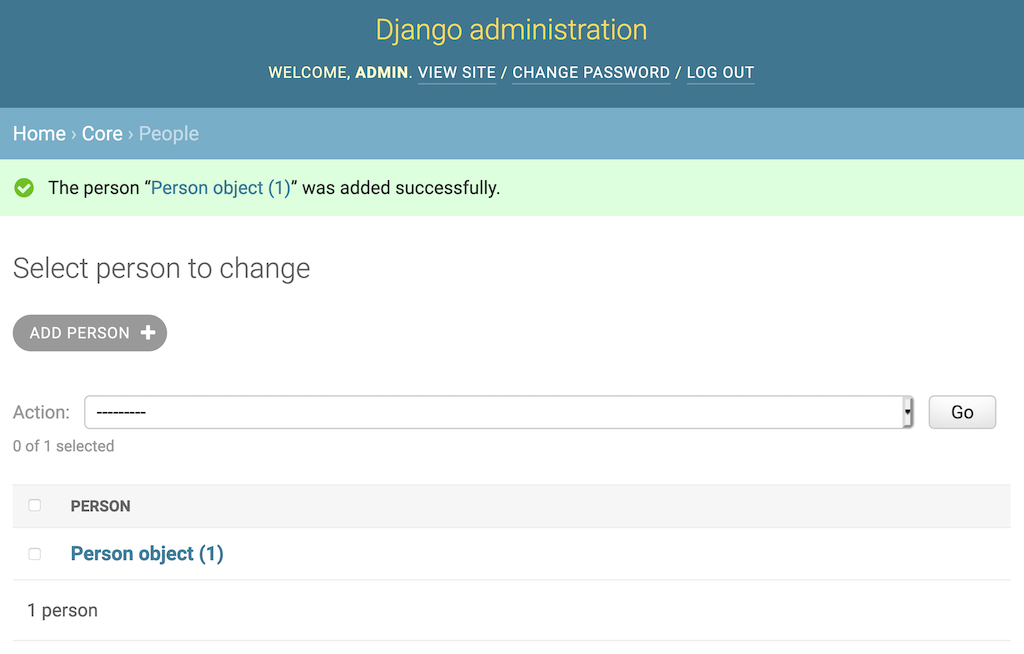 Django administration
WELCOME, ADMIN. VIEW SITE / CHANGE PASSWORD / LOG OUT
Home › Core › People
The person “Person object (1)” was added successfully.
Select person to change
ADD PERSON +
Action: --------- Go
0 of 1 selected
PERSON
Person object (1)
1 person